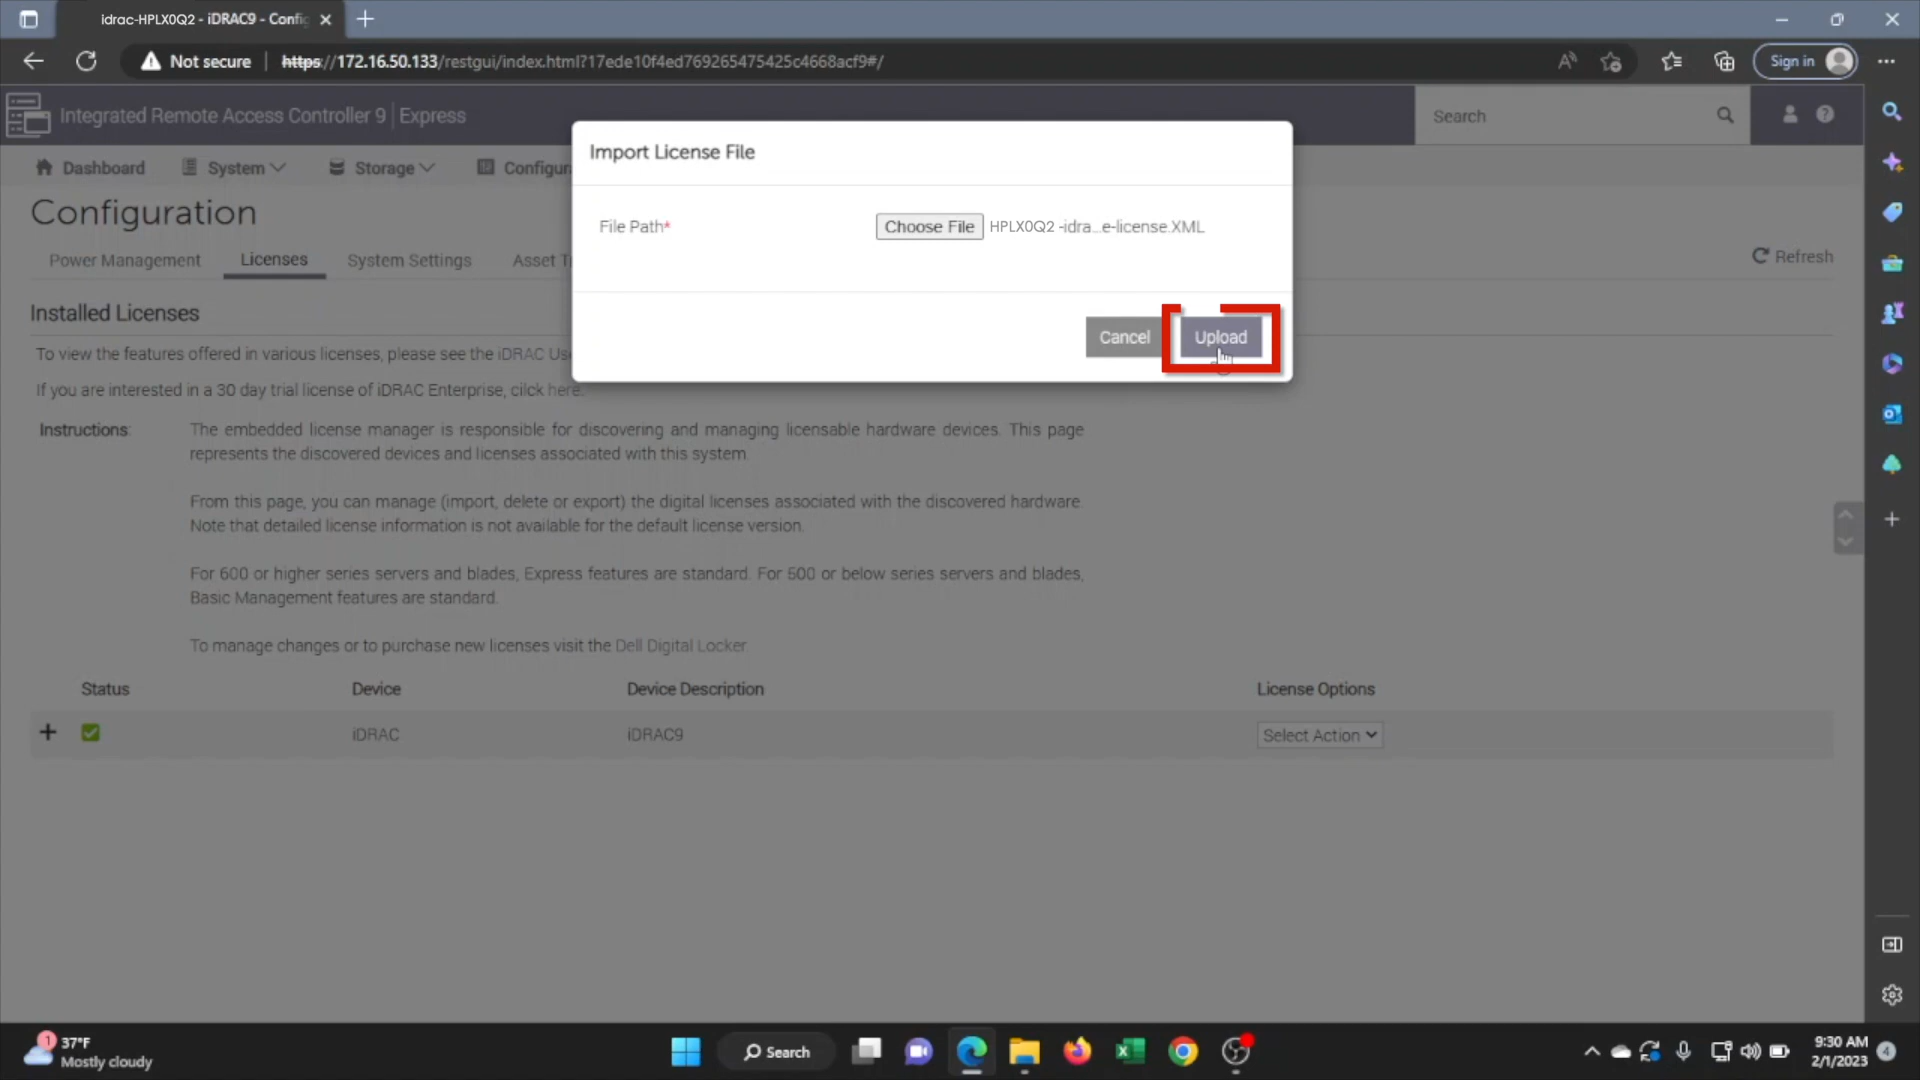 idrac-HPLX0Q2 - iDRAC9 - Config
Not secure
https://172.16.50.133/restgui/index.html?17ede10f4ed769265475425c4668acf9#/
Sign in
Integrated Remote Access Controller 9 | Express
Search
Dashboard
System
Storage
Configur
Import License File
File Path*
Choose File
HPLX0Q2 -idra...e-license.XML
Cancel
Upload
Configuration
Power Management
Licenses
System Settings
Asset T
Refresh
Installed Licenses
To view the features offered in various licenses, please see the iDRAC Us
If you are interested in a 30 day trial license of iDRAC Enterprise, click here.
Instructions:
The embedded license manager is responsible for discovering and managing licensable hardware devices. This page
represents the discovered devices and licenses associated with this system.
From this page, you can manage (import, delete or export) the digital licenses associated with the discovered hardware.
Note that detailed license information is not available for the default license version.
For 600 or higher series servers and blades, Express features are standard. For 500 or below series servers and blades,
Basic Management features are standard.
To manage changes or to purchase new licenses visit the Dell Digital Locker
Status
Device
Device Description
License Options
iDRAC
iDRAC9
Select Action
1
37°F
Mostly cloudy
Search
9:30 AM
2/1/2023
4